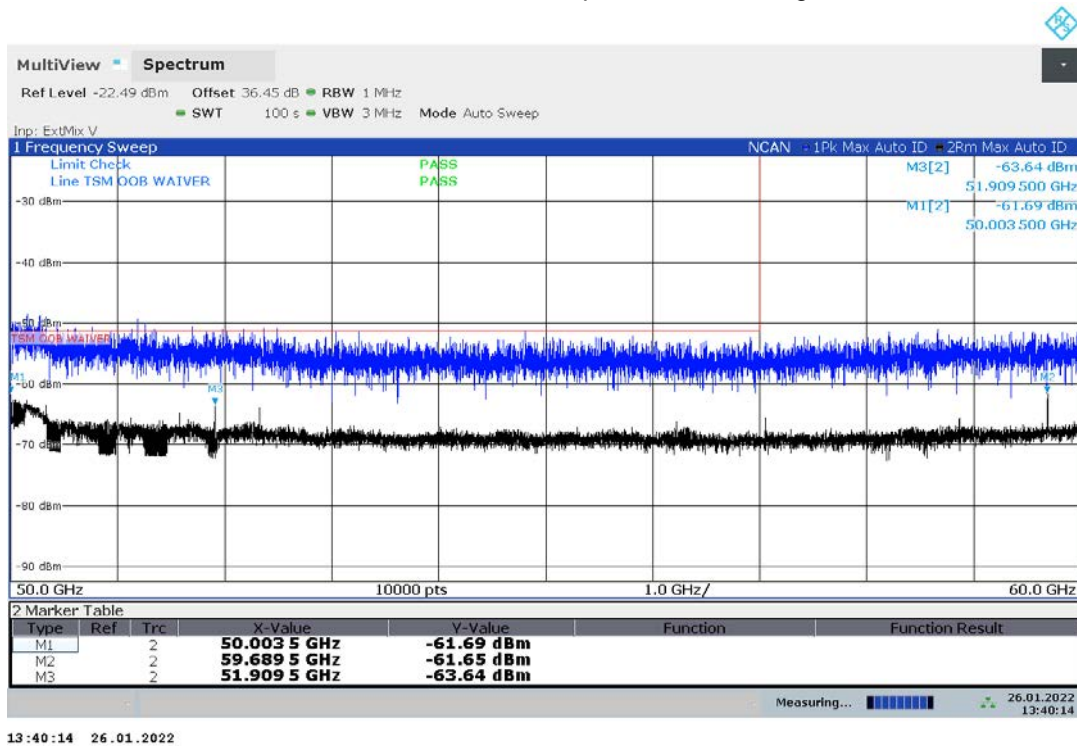 R&S
MultiView Spectrum
Ref Level -22.49 dBm Offset 36.45 dB RBW 1 MHz
SWT 100 s VBW 3 MHz Mode Auto Sweep
Inp: ExtMix V
1 Frequency Sweep NCAN 1Pk Max Auto ID 2Rm Max Auto ID
Limit Check PASS M3[2] -63.64 dBm
Line TSM OOB WAIVER PASS 51.909 500 GHz
-30 dBm M1[2] -61.69 dBm
50.003 500 GHz
-40 dBm
-50 dBm
TSM OOB WAIVER
M1 M2
-60 dBm
M3
-70 dBm
-80 dBm
-90 dBm
50.0 GHz 10000 pts 1.0 GHz/ 60.0 GHz
2 Marker Table
Type Ref Trc X-Value Y-Value Function Function Result
M1 2 50.003 5 GHz -61.69 dBm
M2 2 59.689 5 GHz -61.65 dBm
M3 2 51.909 5 GHz -63.64 dBm
Measuring... 26.01.2022
13:40:14
13:40:14 26.01.2022